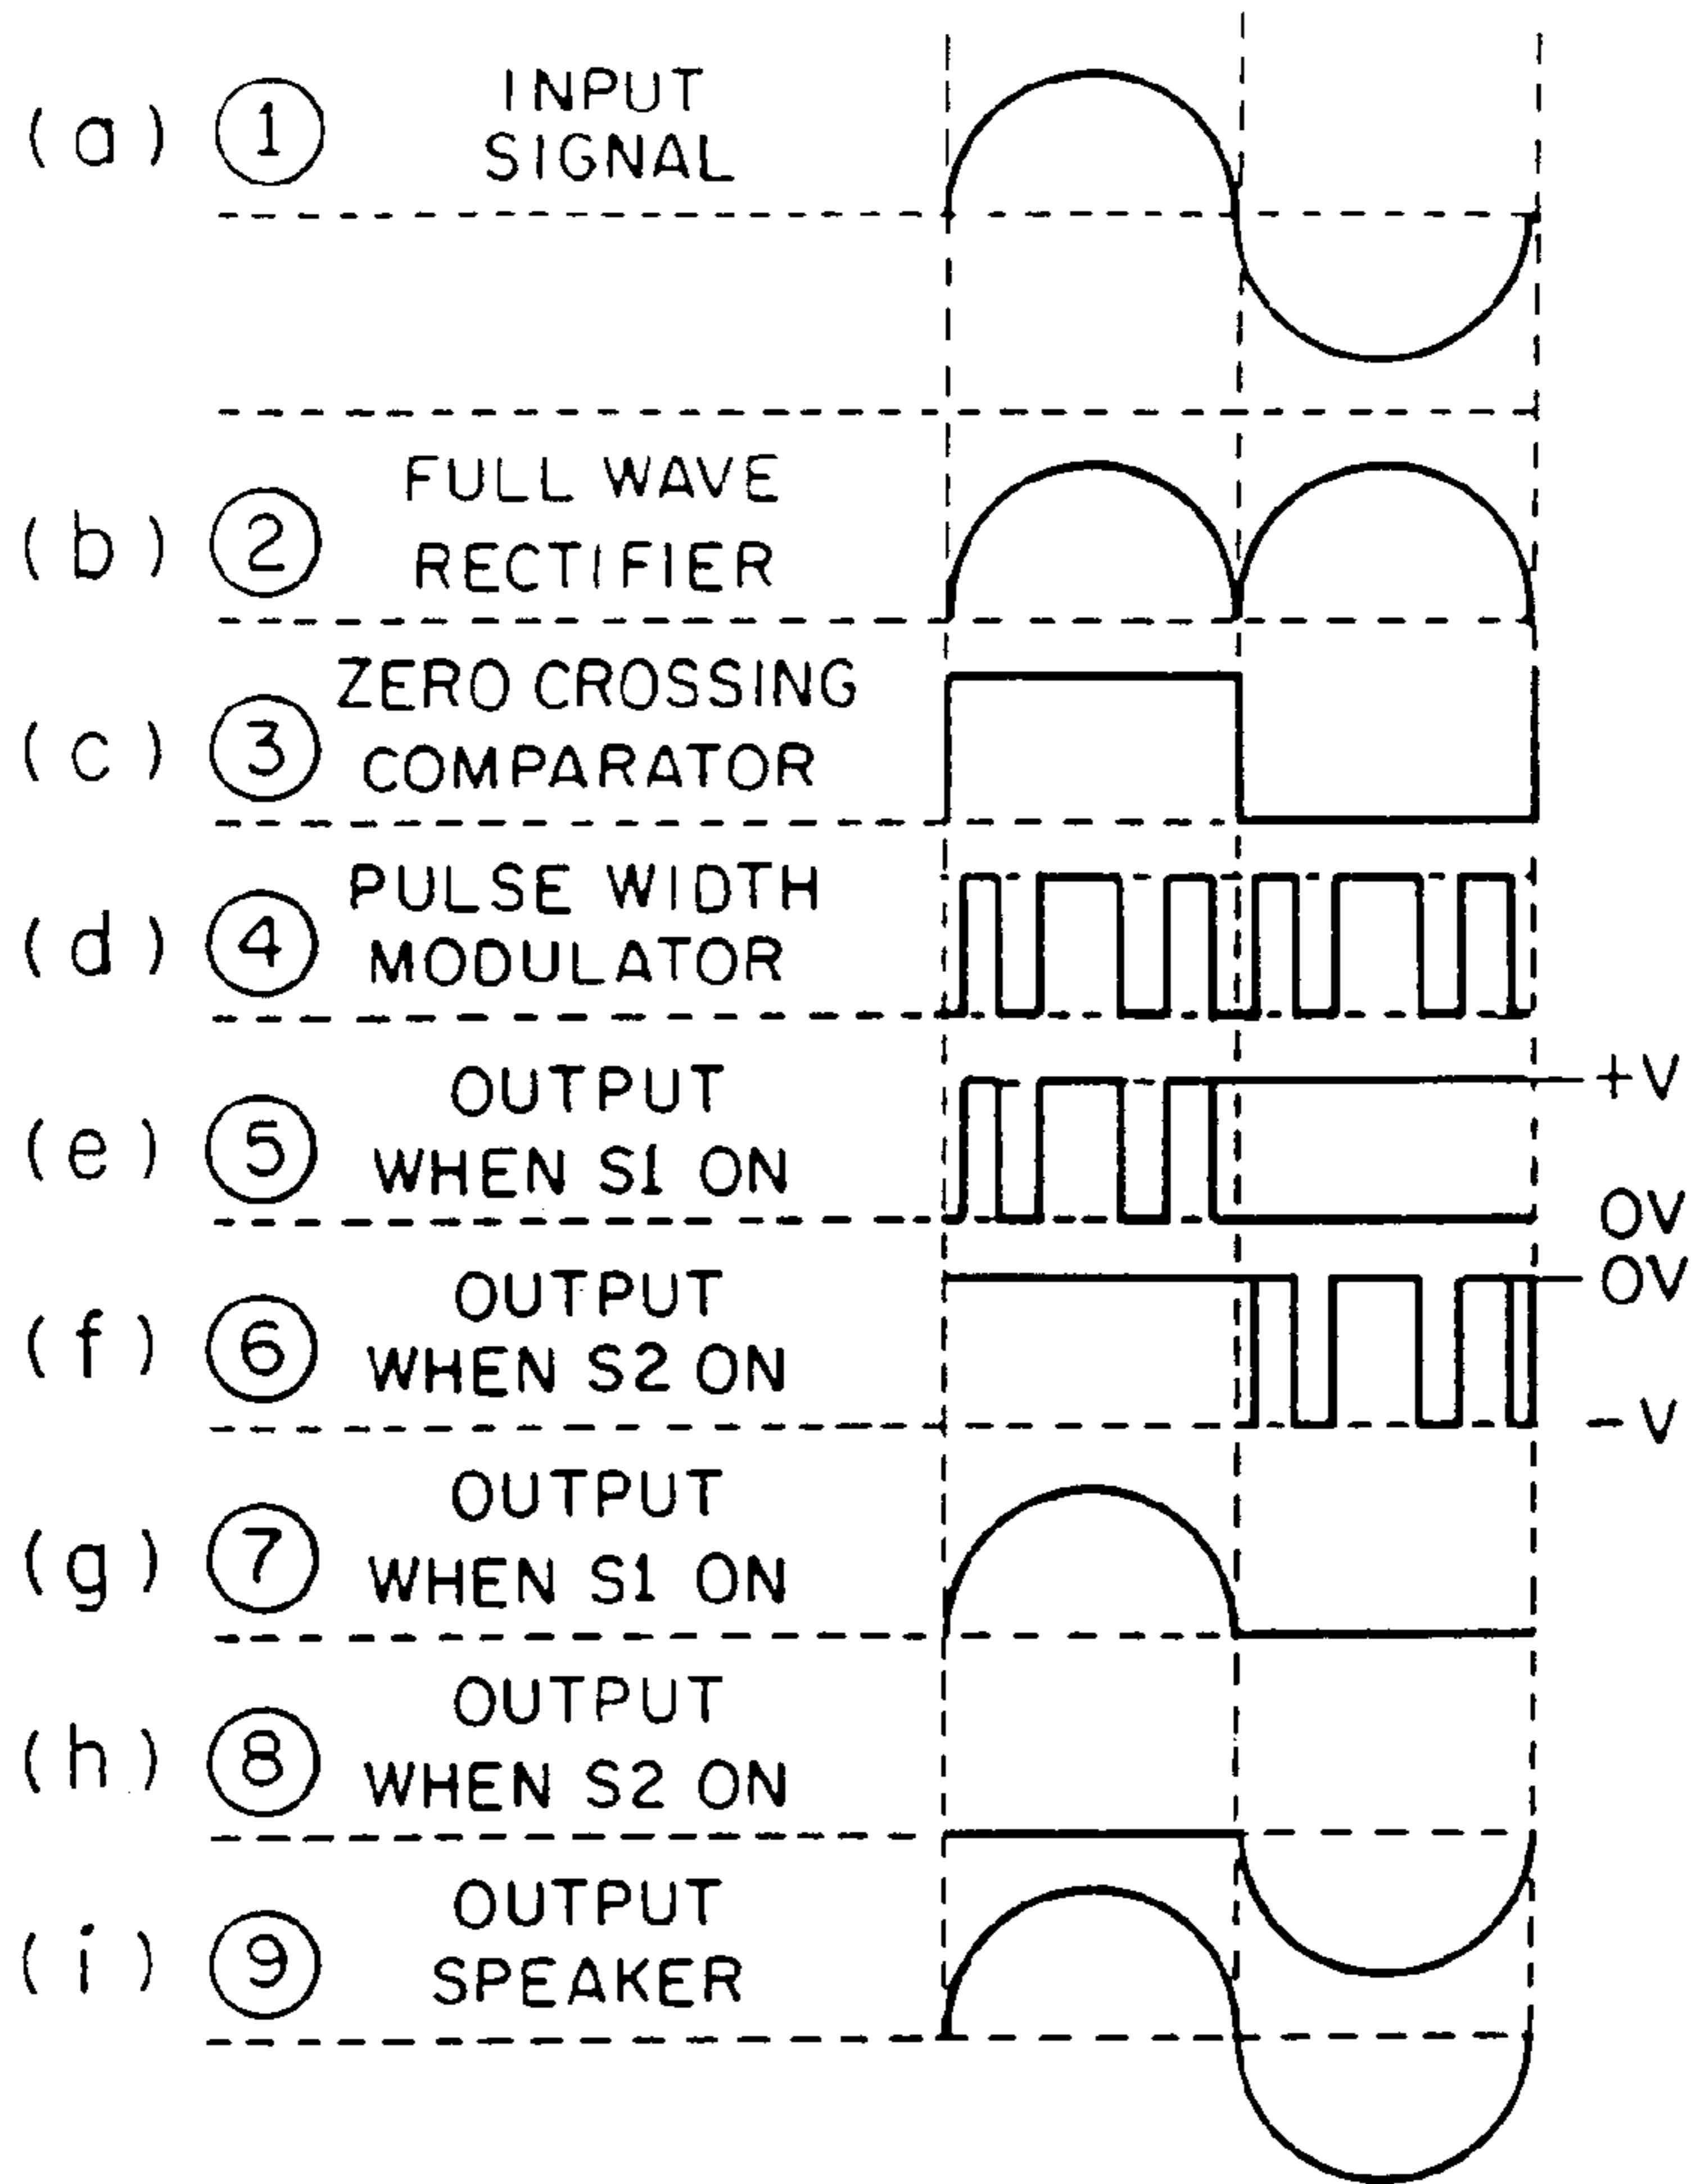 (a) 1 INPUT
SIGNAL
(b) 2 FULL WAVE
RECTIFIER
(c) 3 ZERO CROSSING
COMPARATOR
(d) 4 PULSE WIDTH
MODULATOR
(e) 5 OUTPUT
WHEN S1 ON
+V
0V
(f) 6 OUTPUT
WHEN S2 ON
0V
-V
(g) 7 OUTPUT
WHEN S1 ON
(h) 8 OUTPUT
WHEN S2 ON
(i) 9 OUTPUT
SPEAKER